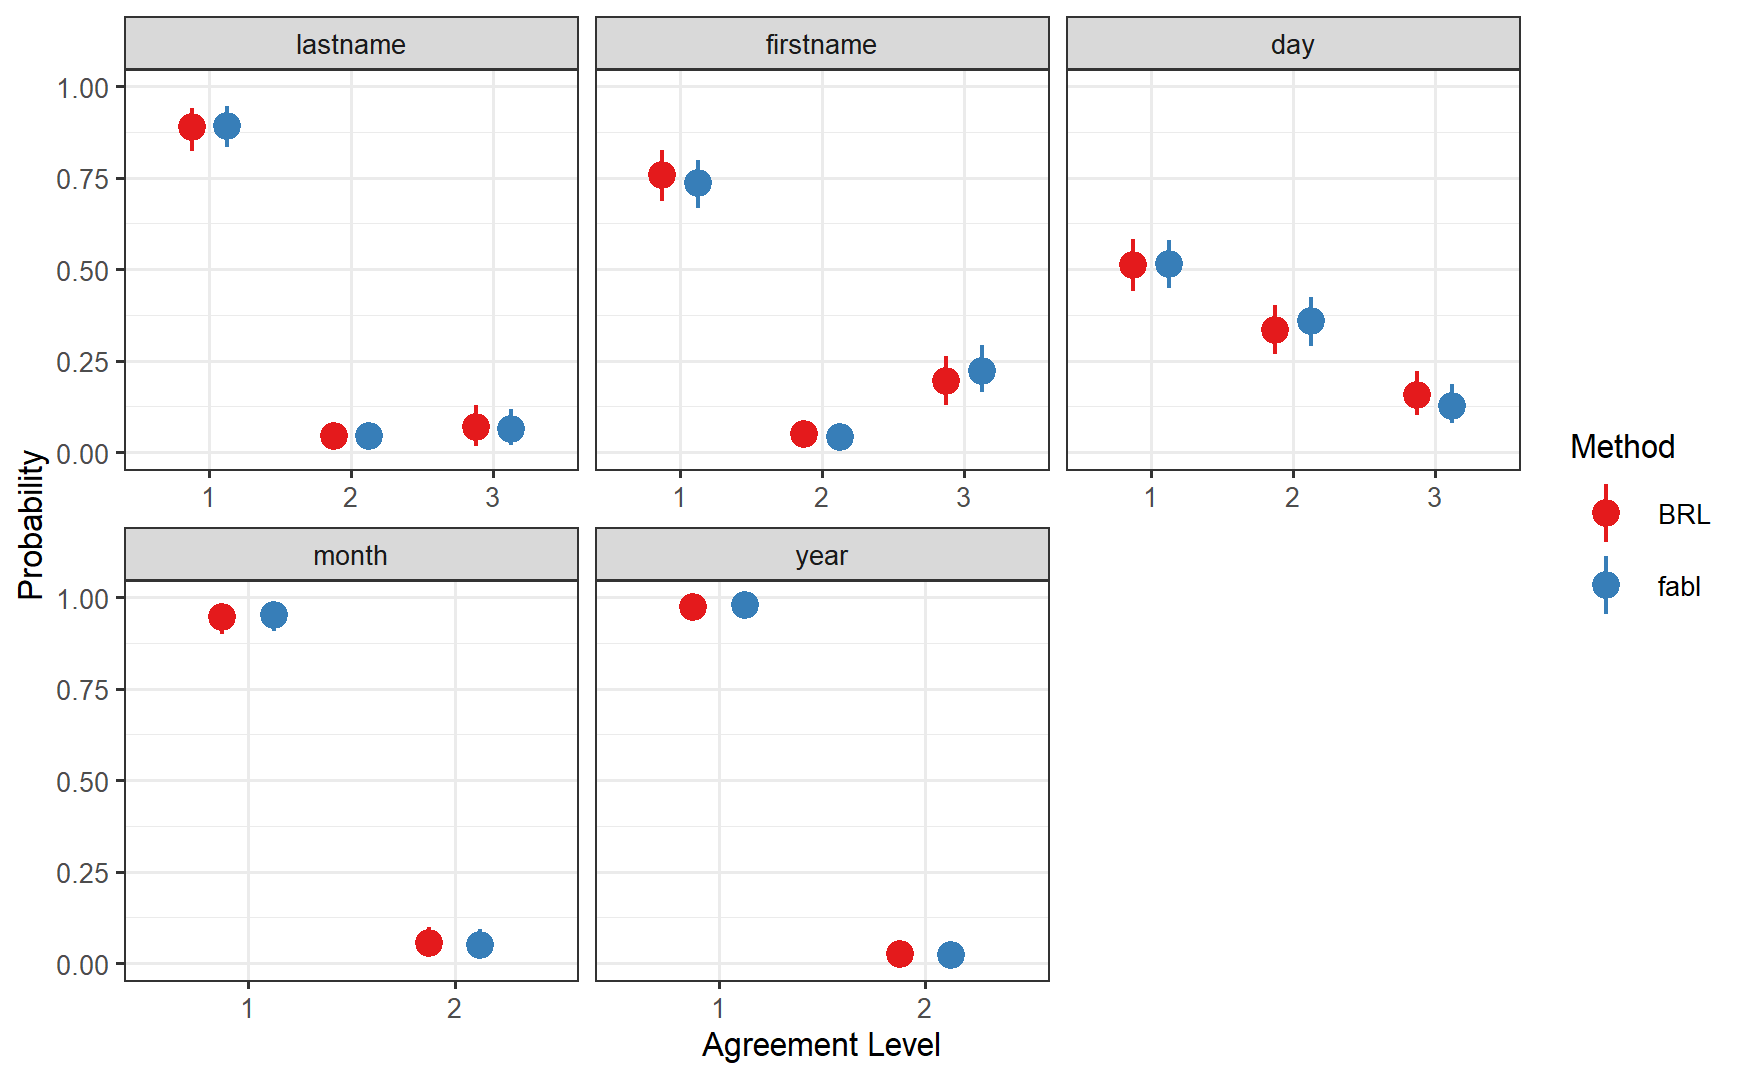 lastname firstname day
1.00
0.75
0.50
0.25
0.00
1 2 3 1 2 3 1 2 3
Probability
month year
1.00
0.75
0.50
0.25
0.00
1 2 1 2
Agreement Level
Method
BRL
fabl